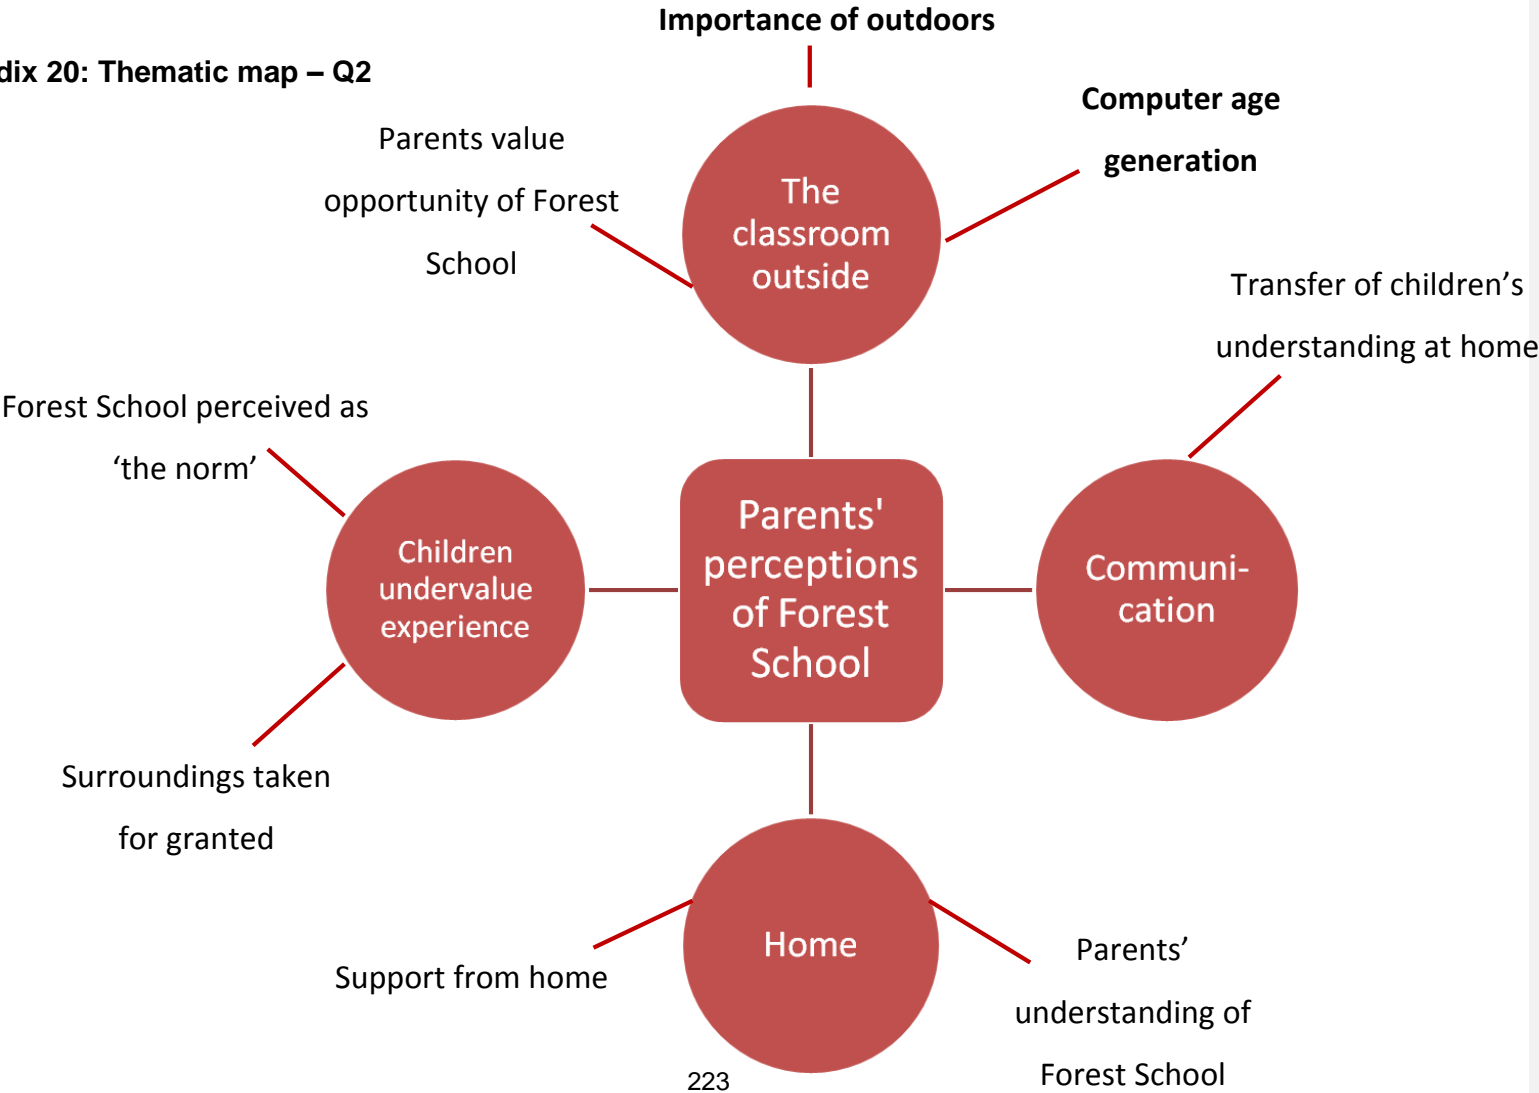 Importance of outdoors
dix 20: Thematic map – Q2
Computer age
generation
Parents value
opportunity of Forest
School
The
classroom
outside
Transfer of children’s
understanding at home
Forest School perceived as
‘the norm’
Children
undervalue
experience
Parents'
perceptions
of Forest
School
Communi-
cation
Surroundings taken
for granted
Support from home
Home
Parents’
understanding of
Forest School
223